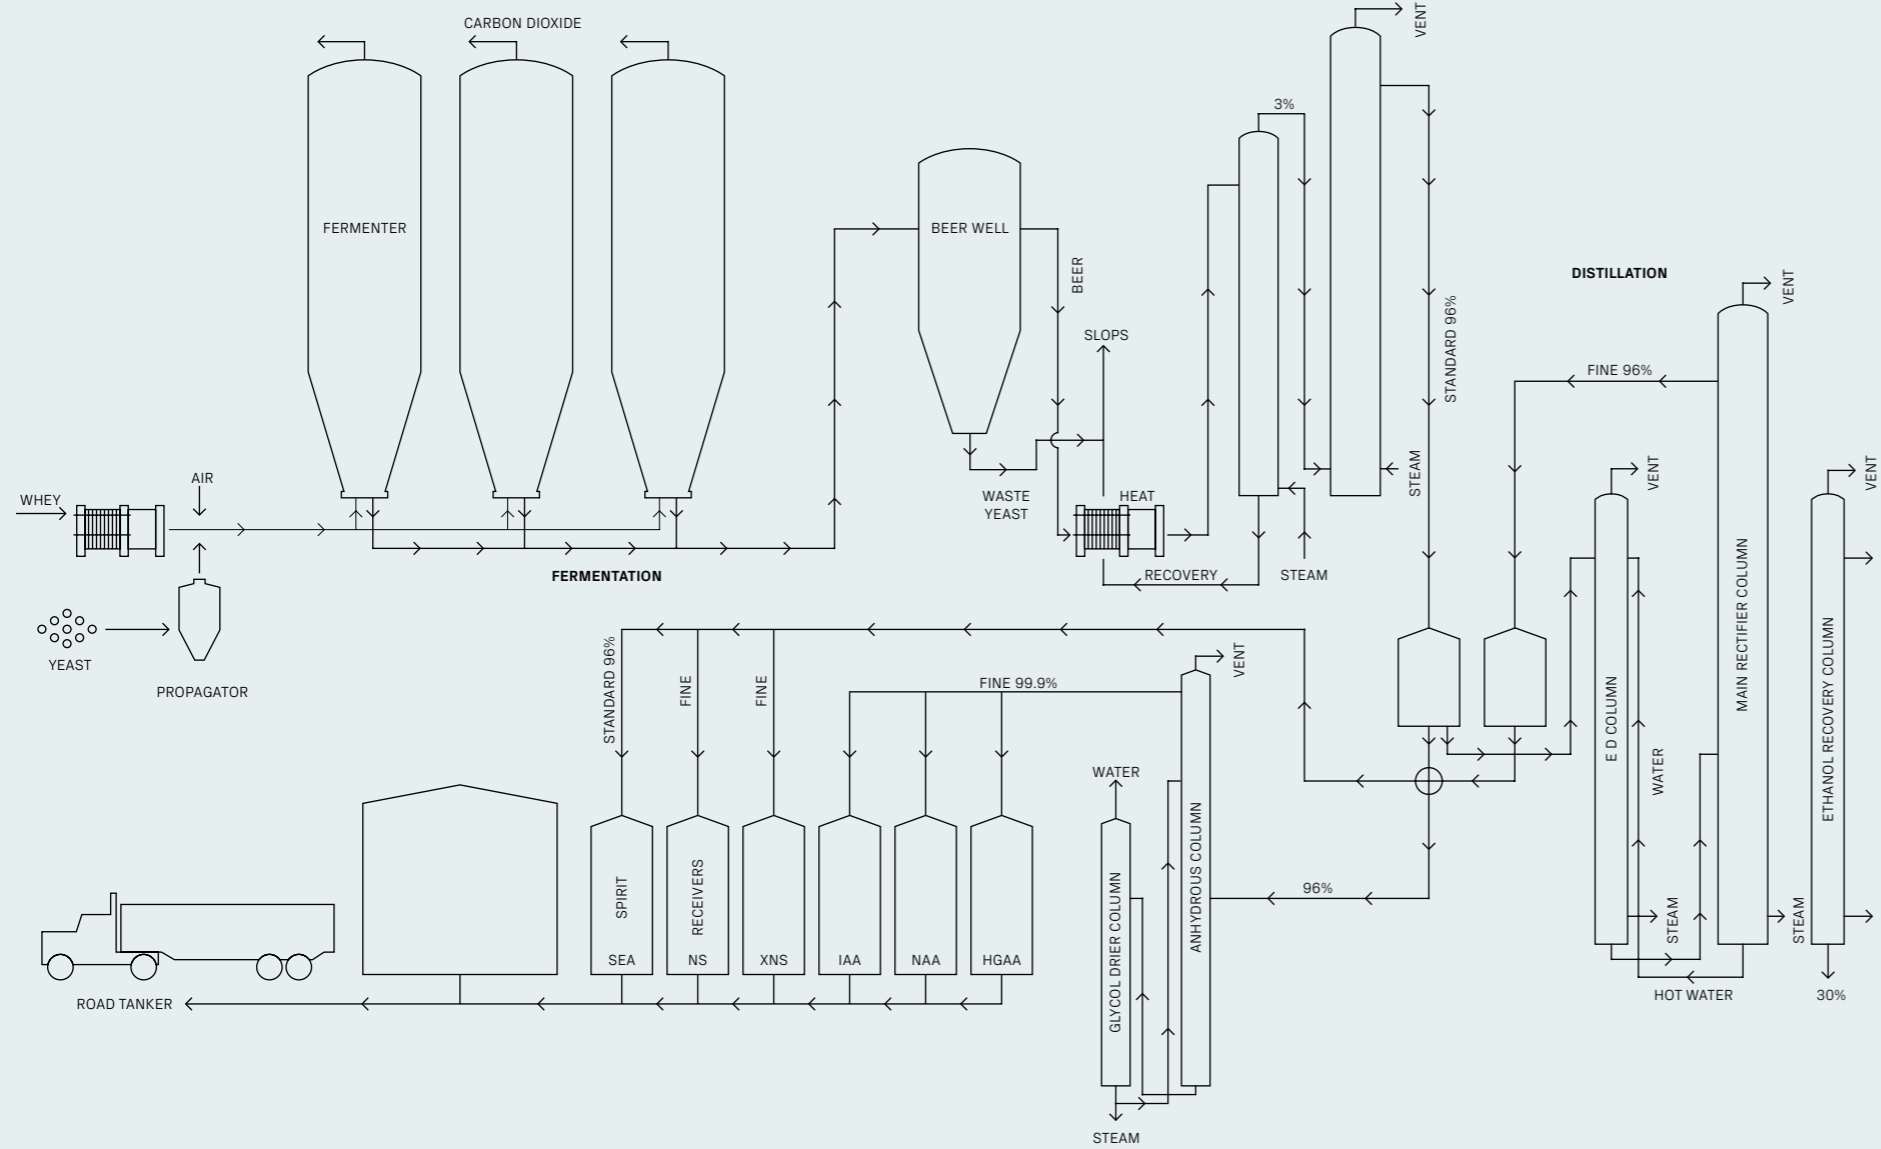 CARBON DIOXIDE
VENT
3%
FERMENTER
BEER WELL
BEER
DISTILLATION
VENT
STANDARD 96%
SLOPS
FINE 96%
WHEY
AIR
WASTE
YEAST
HEAT
STEAM
VENT
VENT
FERMENTATION
RECOVERY
STEAM
YEAST
PROPAGATOR
STANDARD 96%
FINE
FINE
FINE 99.9%
VENT
E D COLUMN
WATER
MAIN RECTIFIER COLUMN
ETHANOL RECOVERY COLUMN
WATER
SPIRIT
RECEIVERS
GLYCOL DRIER COLUMN
ANHYDROUS COLUMN
96%
STEAM
STEAM
SEA
NS
XNS
IAA
NAA
HGAA
HOT WATER
30%
ROAD TANKER
STEAM